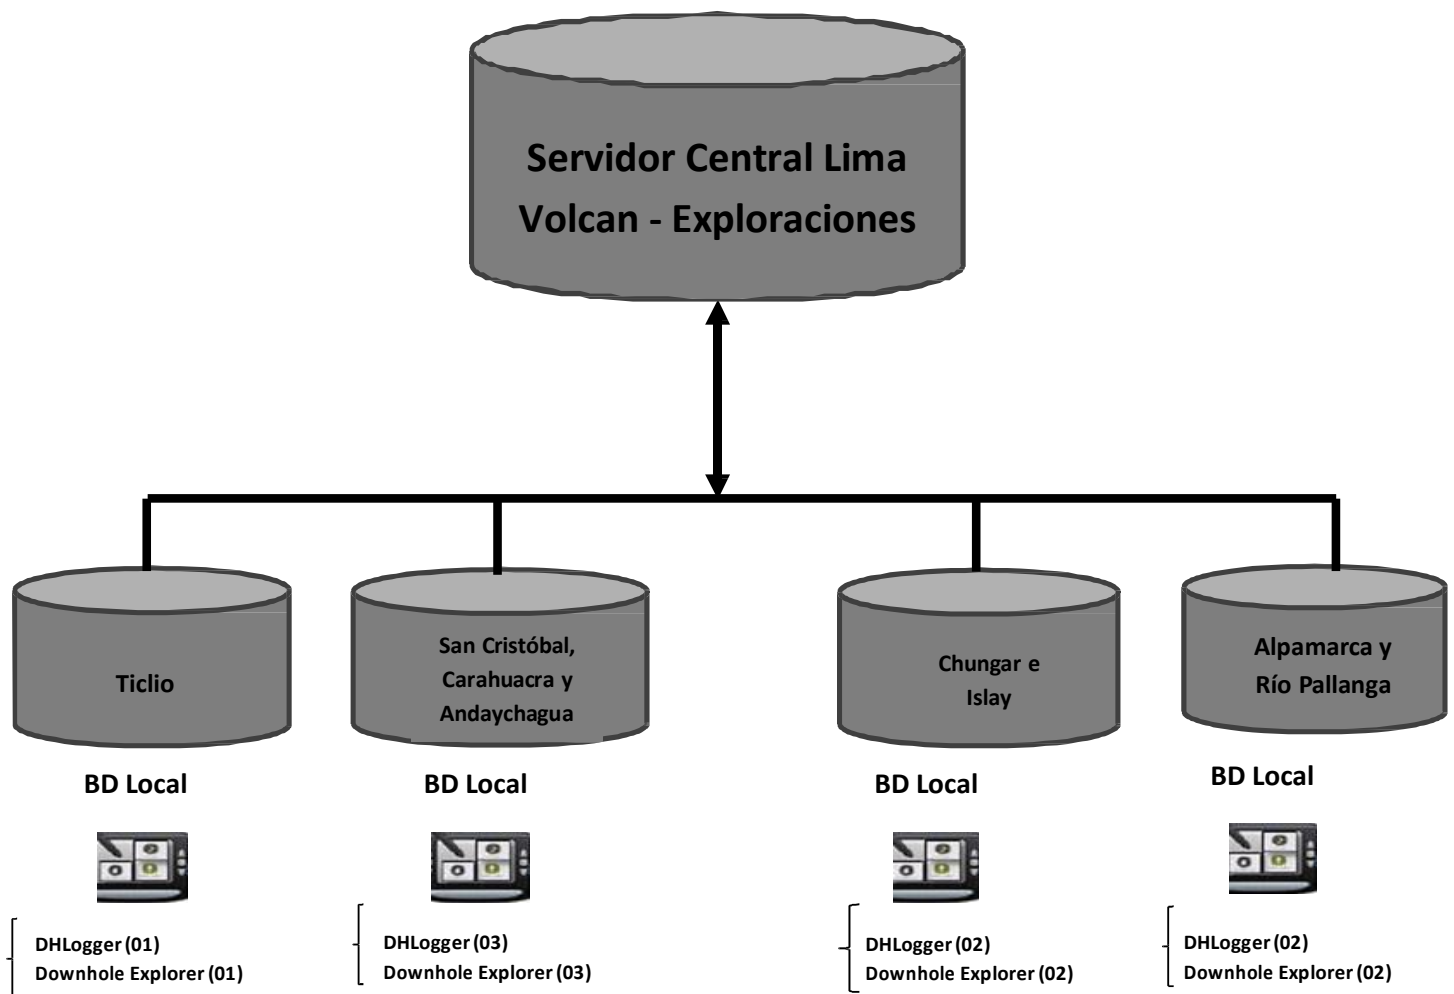 Servidor Central Lima
Volcan - Exploraciones
Ticlio
San Cristóbal,
Carahuacra y
Andaychagua
Chungar e
Islay
Alpamarca y
Río Pallanga
BD Local
BD Local
BD Local
BD Local
DHLogger (01)
Downhole Explorer (01)
DHLogger (03)
Downhole Explorer (03)
DHLogger (02)
Downhole Explorer (02)
DHLogger (02)
Downhole Explorer (02)